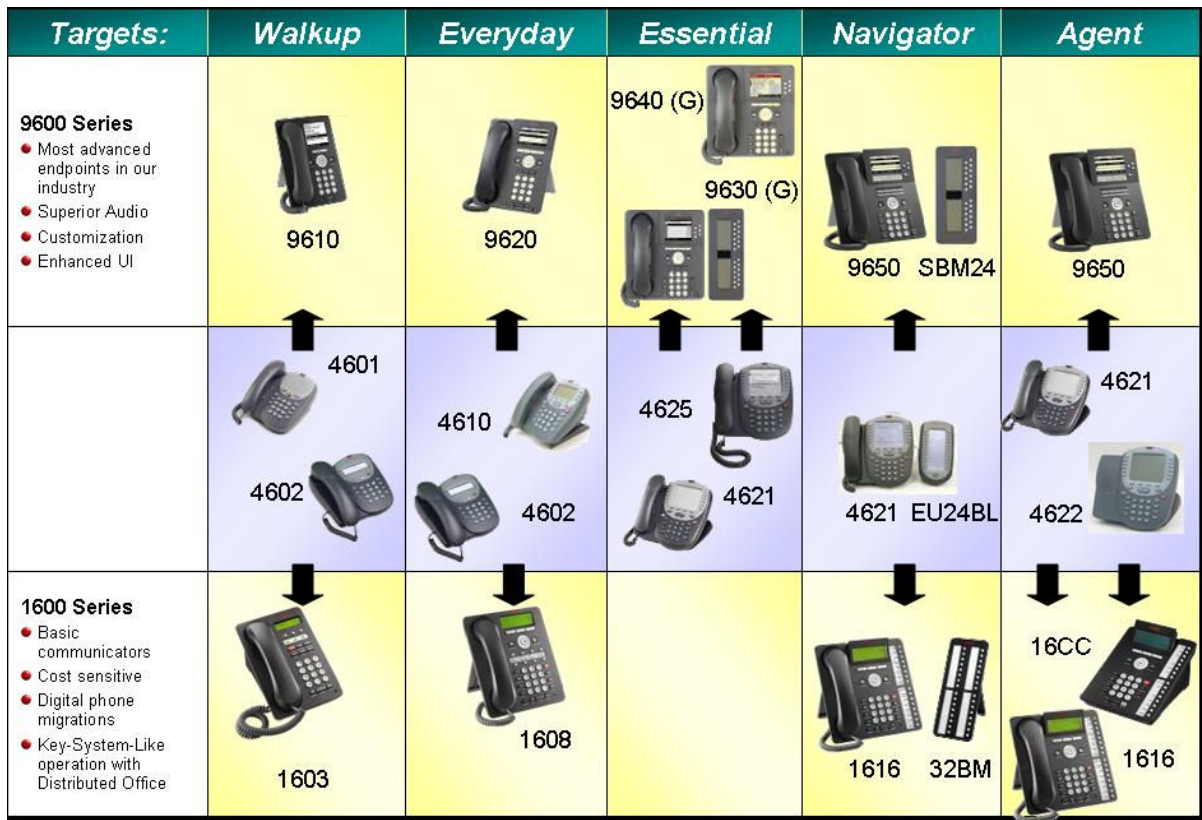 Targets: Walkup Everyday Essential Navigator Agent
9600 Series
Most advanced
endpoints in our
industry
Superior Audio
Customization
Enhanced UI
9610
9620
9640 (G)
9630 (G)
9650 SBM24
9650
4601
4602
4610
4602
4625
4621
4621 EU24BL
4621
4622
1600 Series
Basic
communicators
Cost sensitive
Digital phone
migrations
Key-System-Like
operation with
Distributed Office
1603
1608
1616 32BM
16CC
1616